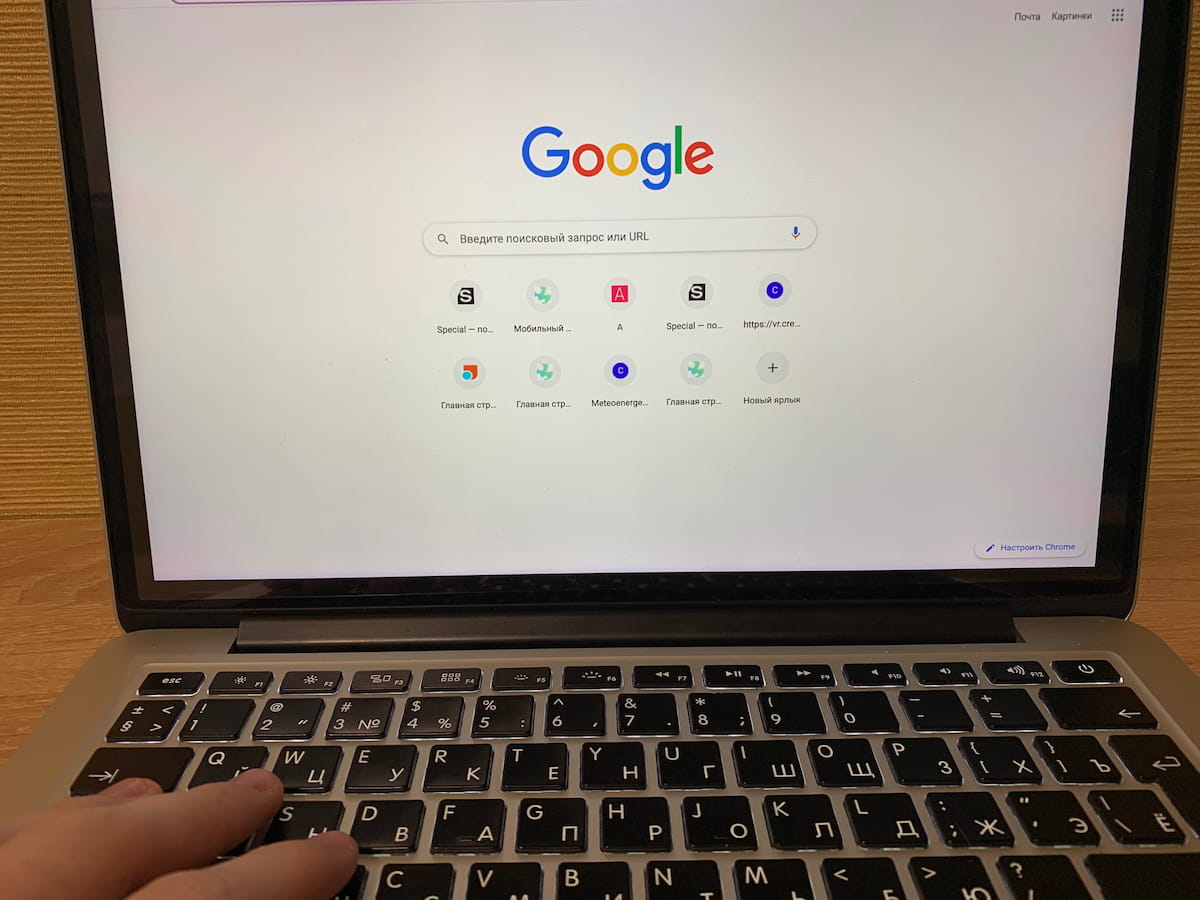 Почта Картинки
Google
Введите поисковый запрос или URL
S S A S C
Special — по... Мобильный ... A Special — по... https://vr.cre...
C
Главная стр... Главная стр... Meteoenerge... Главная стр... Новый ярлык
Настроить Chrome
esc F1 F2 F3 F4 F5 F6 F7 F8 F9 F10 F11 F12
± § < > ! 1 @ 2 " # 3 № $ 4 % % 5 : ^ 6 , & 7 . * 8 ; ( 9 ) 0 _ - + =
Q W Ц E У R К T Е Y Н U Г I Ш O Щ P З { [ Х } ] Ъ
S D В F А G П H Р J О K Л L Д : ; Ж " ' Э | \ Ё
C V B N M < > ?